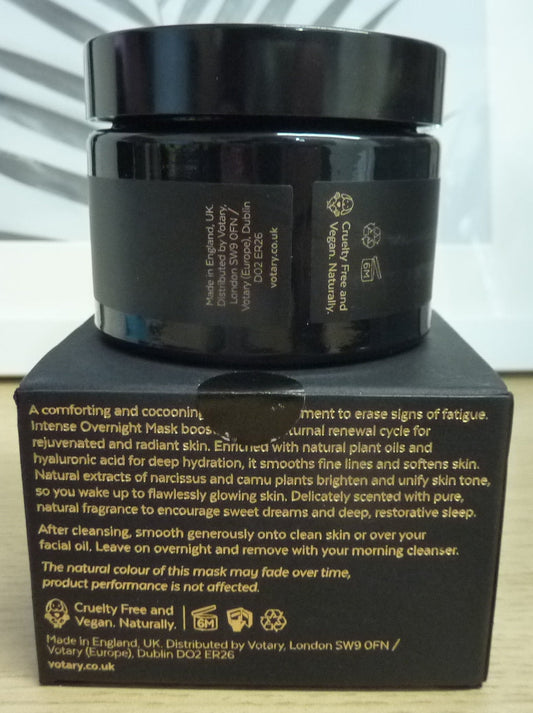 Made in England, UK.
Distributed by Votary,
London SW9 0FN /
Votary (Europe), Dublin
D02 ER26
votary.co.uk
Cruelty Free and
Vegan. Naturally.
6M
A comforting and cocooning ment to erase signs of fatigue.
Intense Overnight Mask boos turnal renewal cycle for
rejuvenated and radiant skin. Enriched with natural plant oils and
hyaluronic acid for deep hydration, it smooths fine lines and softens skin.
Natural extracts of narcissus and camu plants brighten and unify skin tone,
so you wake up to flawlessly glowing skin. Delicately scented with pure,
natural fragrance to encourage sweet dreams and deep, restorative sleep.
After cleansing, smooth generously onto clean skin or over your
facial oil. Leave on overnight and remove with your morning cleanser.
The natural colour of this mask may fade over time,
product performance is not affected.
Cruelty Free and
Vegan. Naturally.
6M
Made in England, UK. Distributed by Votary, London SW9 0FN /
Votary (Europe), Dublin D02 ER26
votary.co.uk